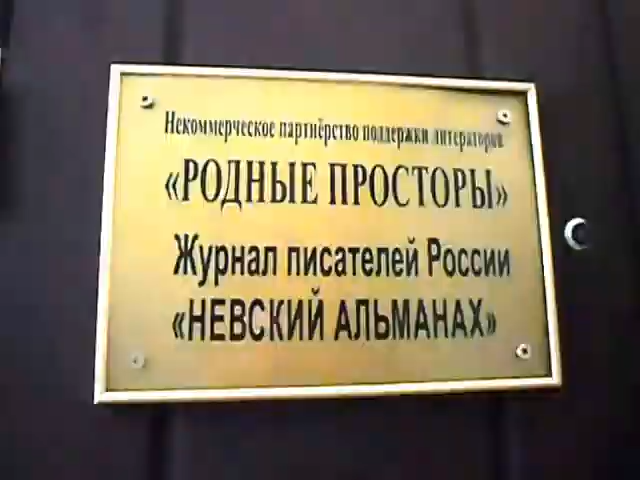 Некоммерческое партнёрство поддержки литераторов
«РОДНЫЕ ПРОСТОРЫ»
Журнал писателей России
«НЕВСКИЙ АЛЬМАНАХ»